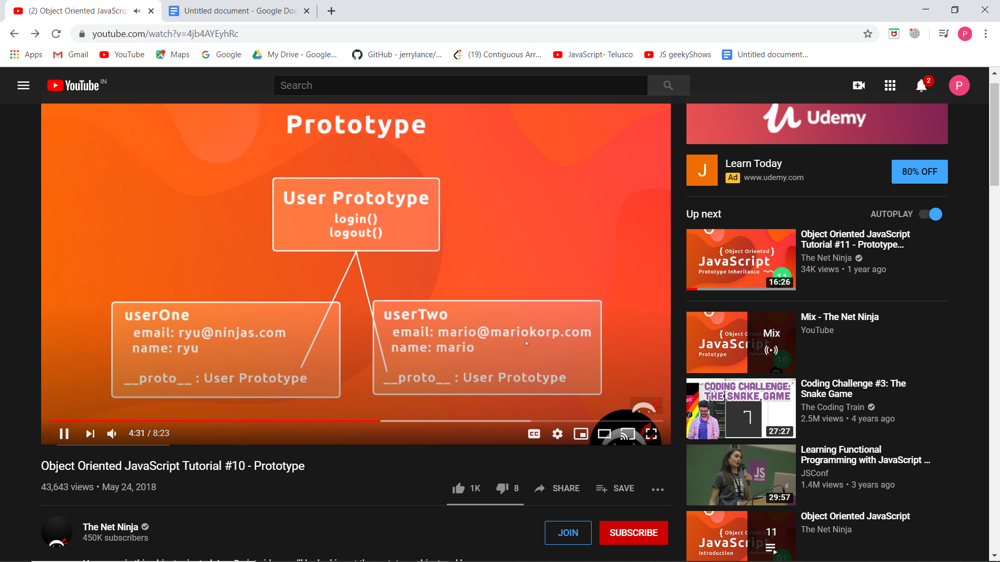 (2) Object Oriented JavaScrip
Untitled document - Google Doc
youtube.com/watch?v=4jb4AYEyhRc
P
Apps
Gmail
YouTube
Maps
Google
My Drive - Google...
GitHub - jerrylance/...
(19) Contiguous Arr...
JavaScript- Telusco
JS geekyShows
Untitled document...
YouTube IN
Search
2
P
Prototype
User Prototype
login()
logout()
userOne
email: ryu@ninjas.com
name: ryu
__proto__ : User Prototype
userTwo
email: mario@mariokorp.com
name: mario
__proto__ : User Prototype
4:31 / 8:23
CC
Object Oriented JavaScript Tutorial #10 - Prototype
43,643 views • May 24, 2018
1K
8
SHARE
SAVE
The Net Ninja
450K subscribers
JOIN
SUBSCRIBE
Udemy
J
Learn Today
Ad www.udemy.com
80% OFF
Up next
AUTOPLAY
{ Object Oriented }
JavaScript
Prototype Inheritance
11
16:26
Object Oriented JavaScript
Tutorial #11 - Prototype...
The Net Ninja
34K views • 1 year ago
{ Object Orient
JavaScript
Prototype
Mix
10
Mix - The Net Ninja
YouTube
CODING CHALLENGE:
THE SNAKE GAME
p5*
27:27
Coding Challenge #3: The
Snake Game
The Coding Train
2.5M views • 4 years ago
JS
29:57
Learning Functional
Programming with JavaScript ...
JSConf
1.4M views • 3 years ago
{ Object Oriente
JavaScr
Introduction
11
01
Object Oriented JavaScript
The Net Ninja